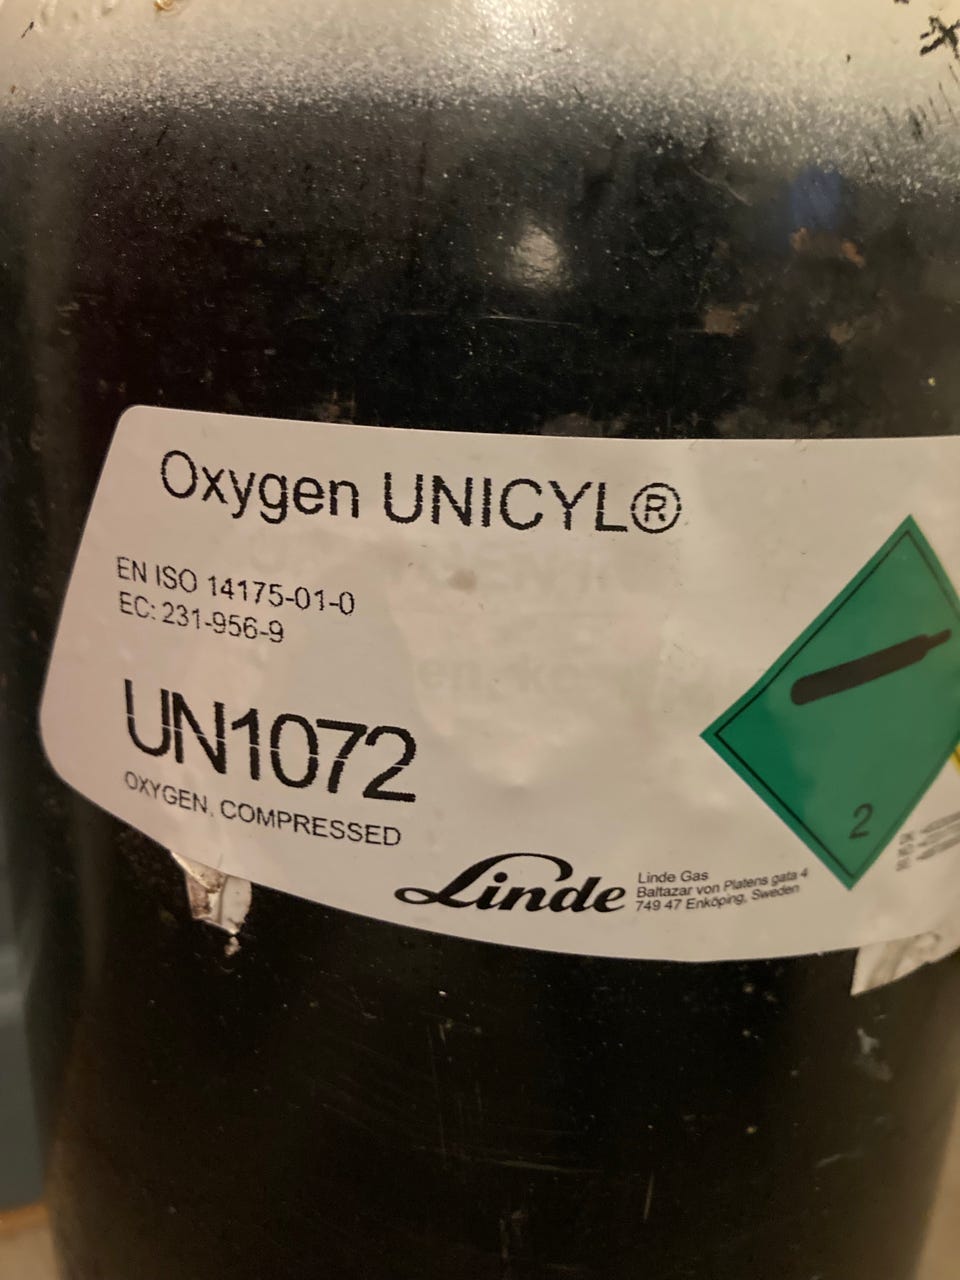 Oxygen UNICYL®
EN ISO 14175-01-0
EC: 231-956-9
UN1072
OXYGEN, COMPRESSED
Linde
Linde Gas
Baltazar von Platens gata 4
749 47 Enköping, Sweden
2